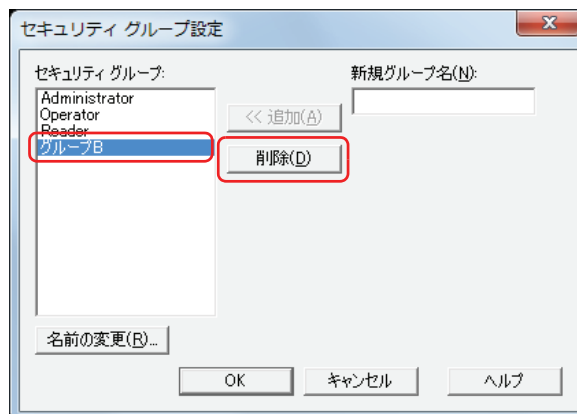 セキュリティ グループ設定
セキュリティ グループ:
新規グループ名(N):
Administrator
Operator
Reader
グループB
<< 追加(A)
削除(D)
名前の変更(R)...
OK
キャンセル
ヘルプ